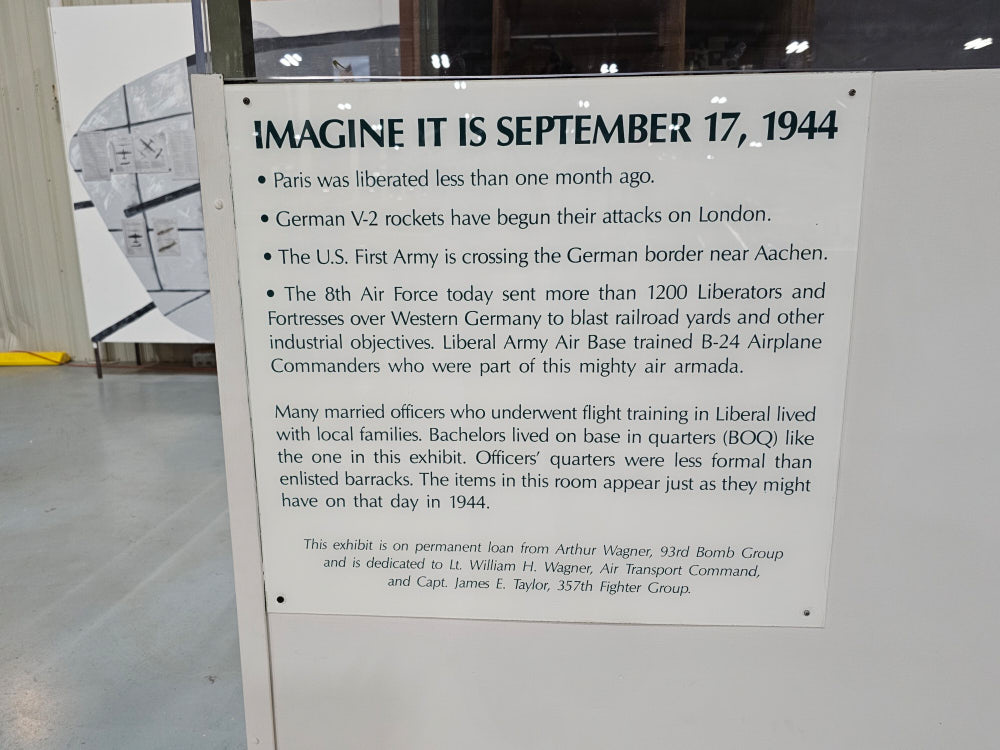 IMAGINE IT IS SEPTEMBER 17, 1944
• Paris was liberated less than one month ago.
• German V-2 rockets have begun their attacks on London.
• The U.S. First Army is crossing the German border near Aachen.
• The 8th Air Force today sent more than 1200 Liberators and
Fortresses over Western Germany to blast railroad yards and other
industrial objectives. Liberal Army Air Base trained B-24 Airplane
Commanders who were part of this mighty air armada.
Many married officers who underwent flight training in Liberal lived
with local families. Bachelors lived on base in quarters (BOQ) like
the one in this exhibit. Officers' quarters were less formal than
enlisted barracks. The items in this room appear just as they might
have on that day in 1944.
This exhibit is on permanent loan from Arthur Wagner, 93rd Bomb Group
and is dedicated to Lt. William H. Wagner, Air Transport Command,
and Capt. James E. Taylor, 357th Fighter Group.